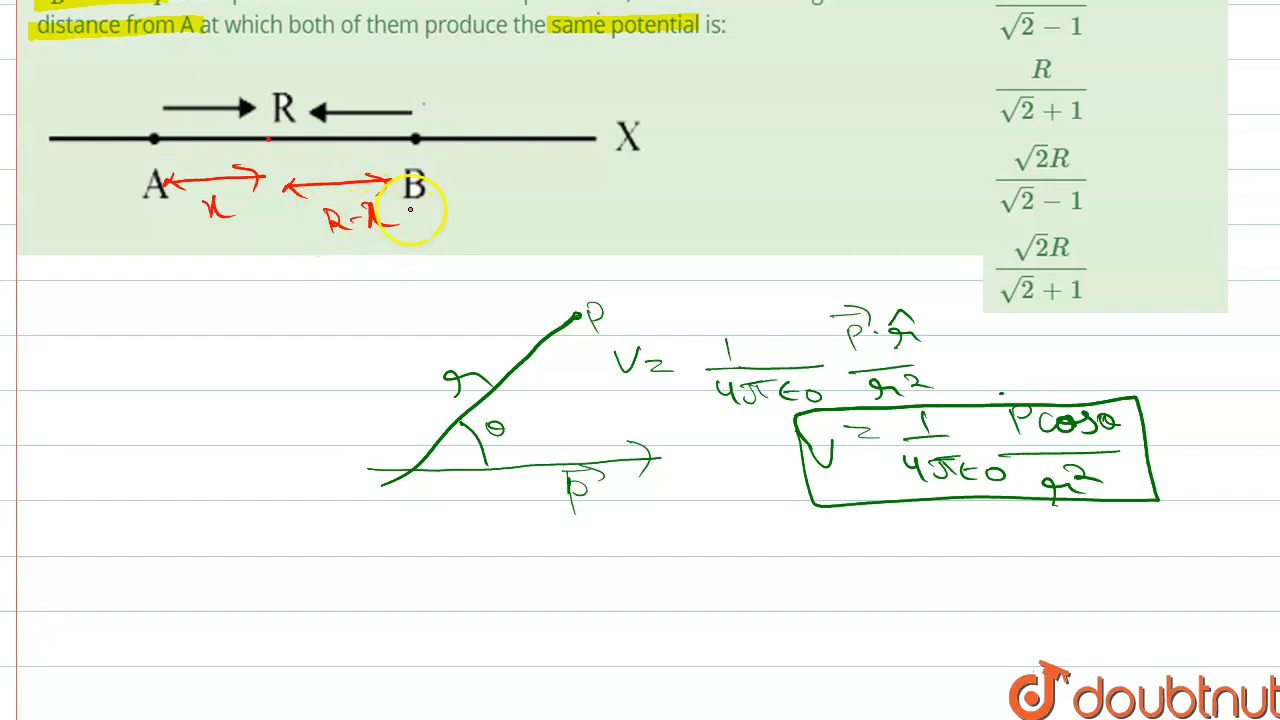 distance from A at which both of them produce the same potential is:
√2 − 1
R
√2 + 1
√2R
√2 − 1
√2R
√2 + 1
R
X
A
B
x
R-x
P
r
θ
p⃗
V = 1/4πϵ0 p⃗·r̂/r²
V = 1/4πϵ0 P cosθ/r²
doubtnut